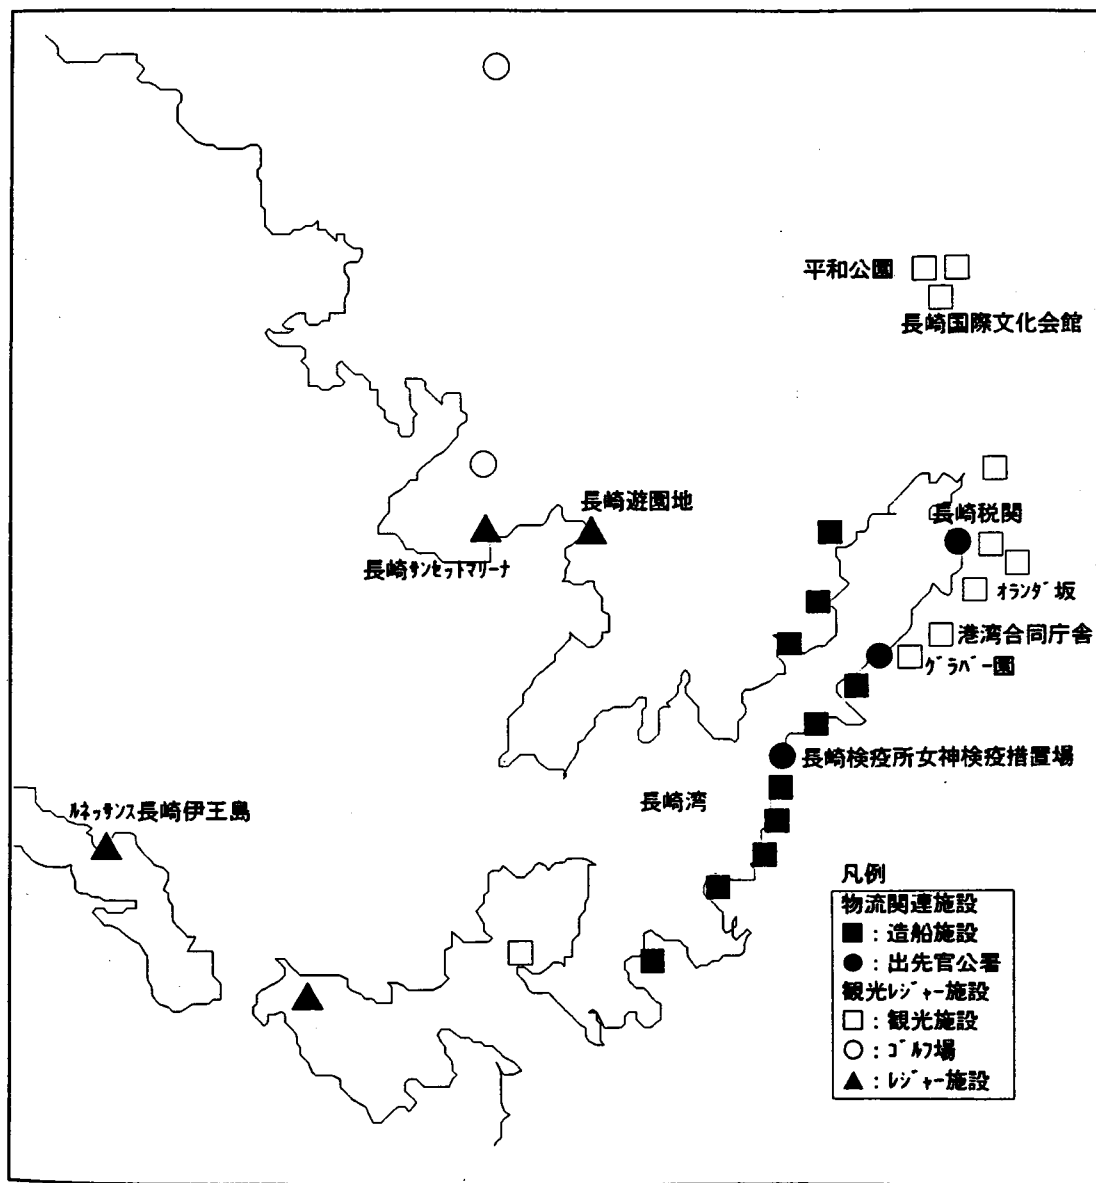 平和公園
長崎国際文化会館
長崎遊園地
長崎税関
長崎ｻﾝｾｯﾄﾏﾘｰﾅ
ｵﾗﾝﾀﾞ坂
港湾合同庁舎
ｸﾞﾗﾊﾞｰ園
長崎検疫所女神検疫措置場
長崎湾
ﾙﾈｯｻﾝｽ長崎伊王島
凡例
物流関連施設
■：造船施設
●：出先官公署
観光ﾚｼﾞｬｰ施設
□：観光施設
○：ｺﾞﾙﾌ場
▲：ﾚｼﾞｬｰ施設